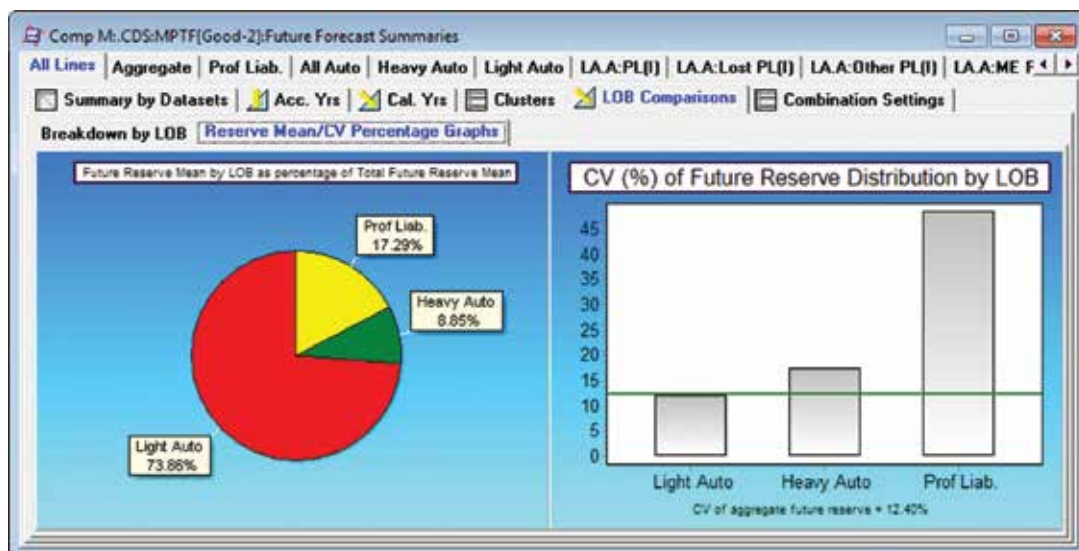 Comp M:.CDS:MPTF[Good-2]:Future Forecast Summaries
All Lines Aggregate Prof Liab. All Auto Heavy Auto Light Auto LA.A:PL(I) LA.A:Lost PL(I) LA.A:Other PL(I) LA.A:ME F
Summary by Datasets Acc. Yrs Cal. Yrs Clusters LOB Comparisons Combination Settings
Breakdown by LOB Reserve Mean/CV Percentage Graphs
Future Reserve Mean by LOB as percentage of Total Future Reserve Mean
Prof Liab.
17.29%
Heavy Auto
8.85%
Light Auto
73.86%
CV (%) of Future Reserve Distribution by LOB
45
40
35
30
25
20
15
10
5
0
Light Auto Heavy Auto Prof Liab.
CV of aggregate future reserve = 12.40%